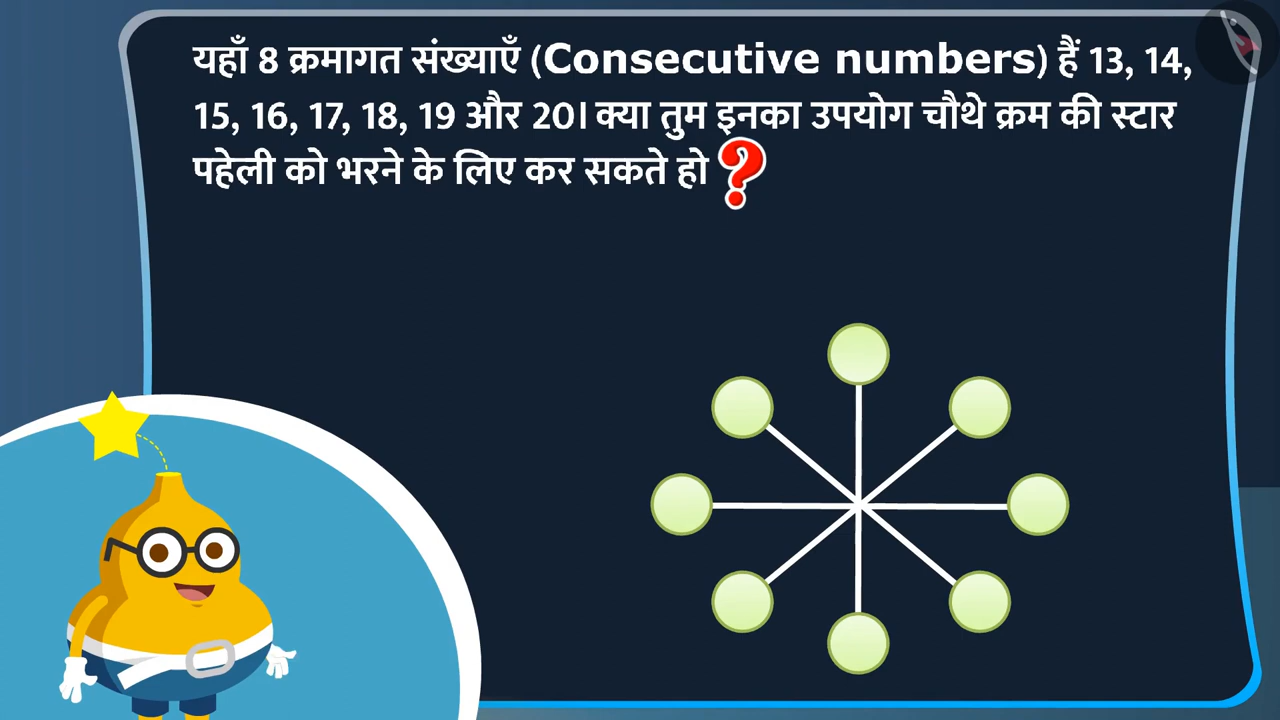 यहाँ 8 क्रमागत संख्याएँ (Consecutive numbers) हैं 13, 14,
15, 16, 17, 18, 19 और 20। क्या तुम इनका उपयोग चौथे क्रम की स्टार
पहेली को भरने के लिए कर सकते हो ❓